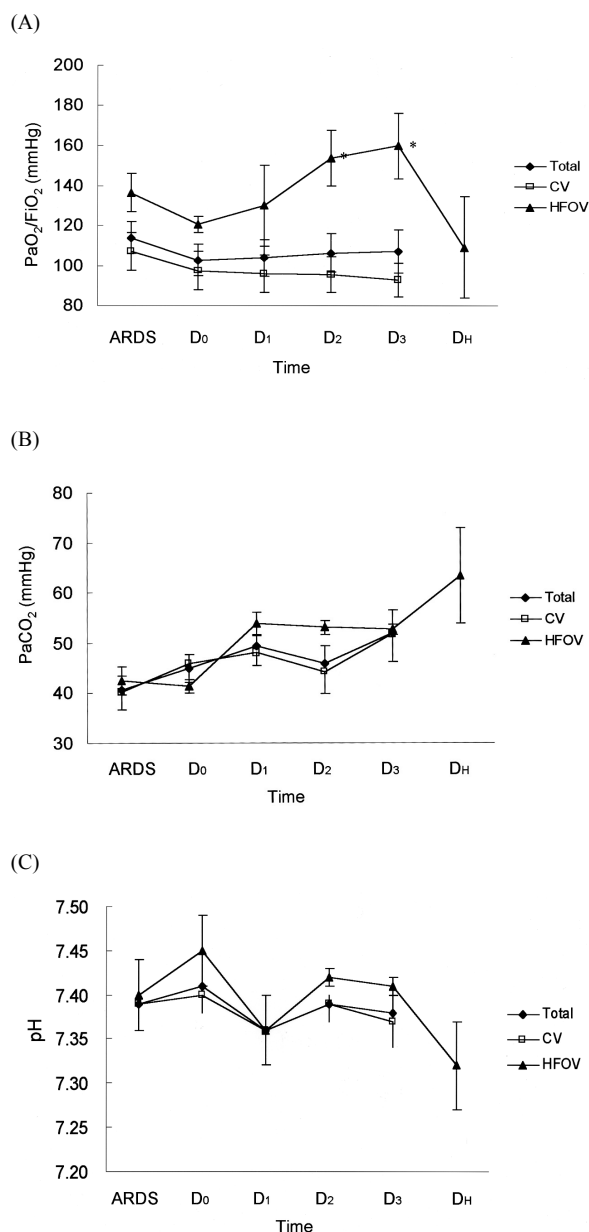 (A)
200
180
160
140
120
100
80
PaO₂/FiO₂ (mmHg)
*
*
Total
CV
HFOV
ARDS D₀ D₁ D₂ D₃ Dʜ
Time
(B)
80
70
60
50
40
30
PaCO₂ (mmHg)
Total
CV
HFOV
ARDS D₀ D₁ D₂ D₃ Dʜ
Time
(C)
7.50
7.45
7.40
7.35
7.30
7.25
7.20
pH
Total
CV
HFOV
ARDS D₀ D₁ D₂ D₃ Dʜ
Time